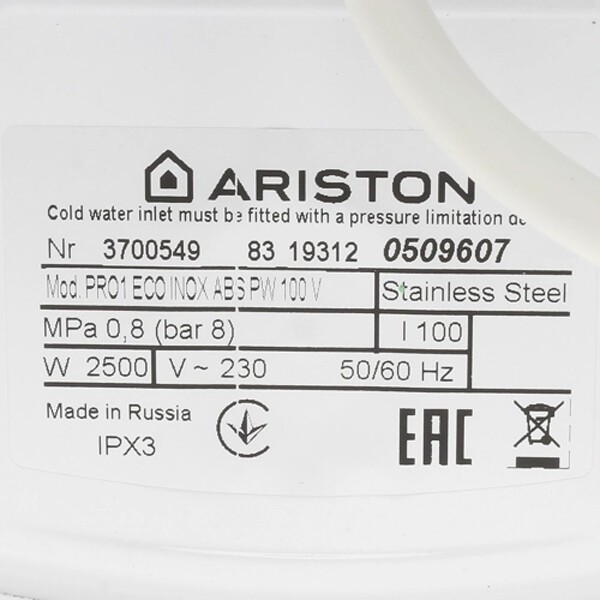 ARISTON
Cold water inlet must be fitted with a pressure limitation
Nr 3700549 83 19312 0509607
Mod. PRO1 ECO INOX ABS PW 100 V Stainless Steel
MPa 0,8 (bar 8) l 100
W 2500 V ~ 230 50/60 Hz
Made in Russia
IPX3
EAC